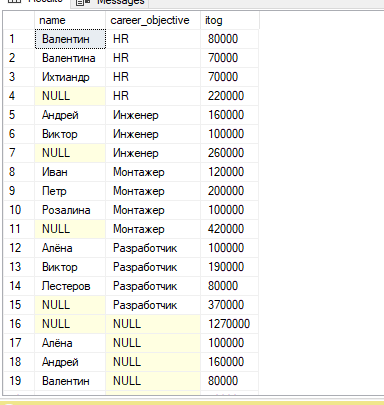 Messages
name career_objective itog
1 Валентин HR 80000
2 Валентина HR 70000
3 Ихтиандр HR 70000
4 NULL HR 220000
5 Андрей Инженер 160000
6 Виктор Инженер 100000
7 NULL Инженер 260000
8 Иван Монтажер 120000
9 Петр Монтажер 200000
10 Розалина Монтажер 100000
11 NULL Монтажер 420000
12 Алёна Разработчик 100000
13 Виктор Разработчик 190000
14 Лестеров Разработчик 80000
15 NULL Разработчик 370000
16 NULL NULL 1270000
17 Алёна NULL 100000
18 Андрей NULL 160000
19 Валентин NULL 80000